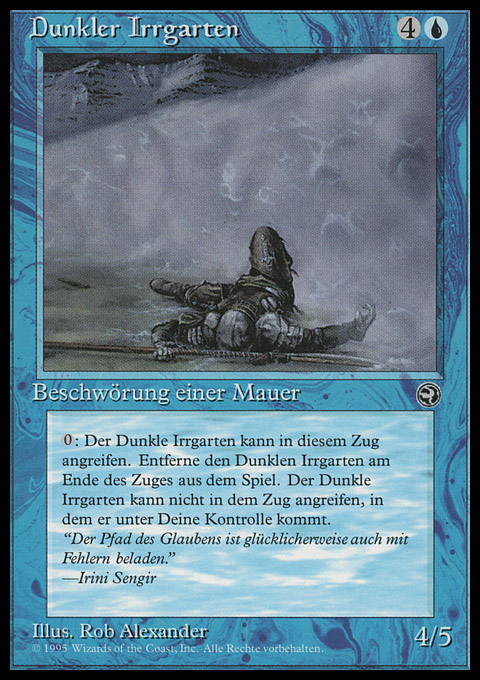 Dunkler Irrgarten 4
Beschwörung einer Mauer
0: Der Dunkle Irrgarten kann in diesem Zug
angreifen. Entferne den Dunklen Irrgarten am
Ende des Zuges aus dem Spiel. Der Dunkle
Irrgarten kann nicht in dem Zug angreifen, in
dem er unter Deine Kontrolle kommt.
“Der Pfad des Glaubens ist glücklicherweise auch mit
Fehlern beladen.”
—Irini Sengir
Illus. Rob Alexander
4/5
© 1995 Wizards of the Coast, Inc. Alle Rechte vorbehalten.